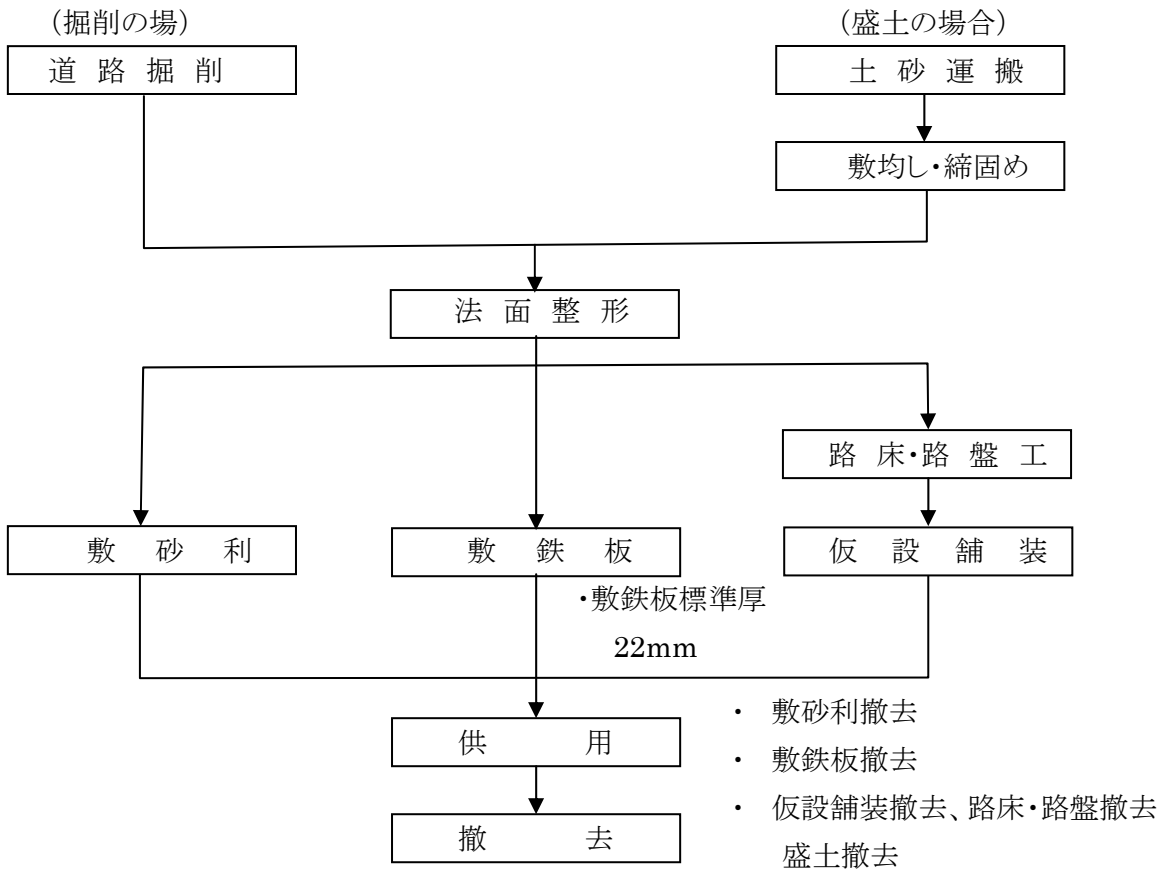 (掘削の場)
(盛土の場合)
道路掘削
土砂運搬
敷均し・締固め
法面整形
路床・路盤工
敷砂利
敷鉄板
仮設舗装
・敷鉄板標準厚
22mm
供用
・ 敷砂利撤去
・ 敷鉄板撤去
・ 仮設舗装撤去、路床・路盤撤去
盛土撤去
撤去